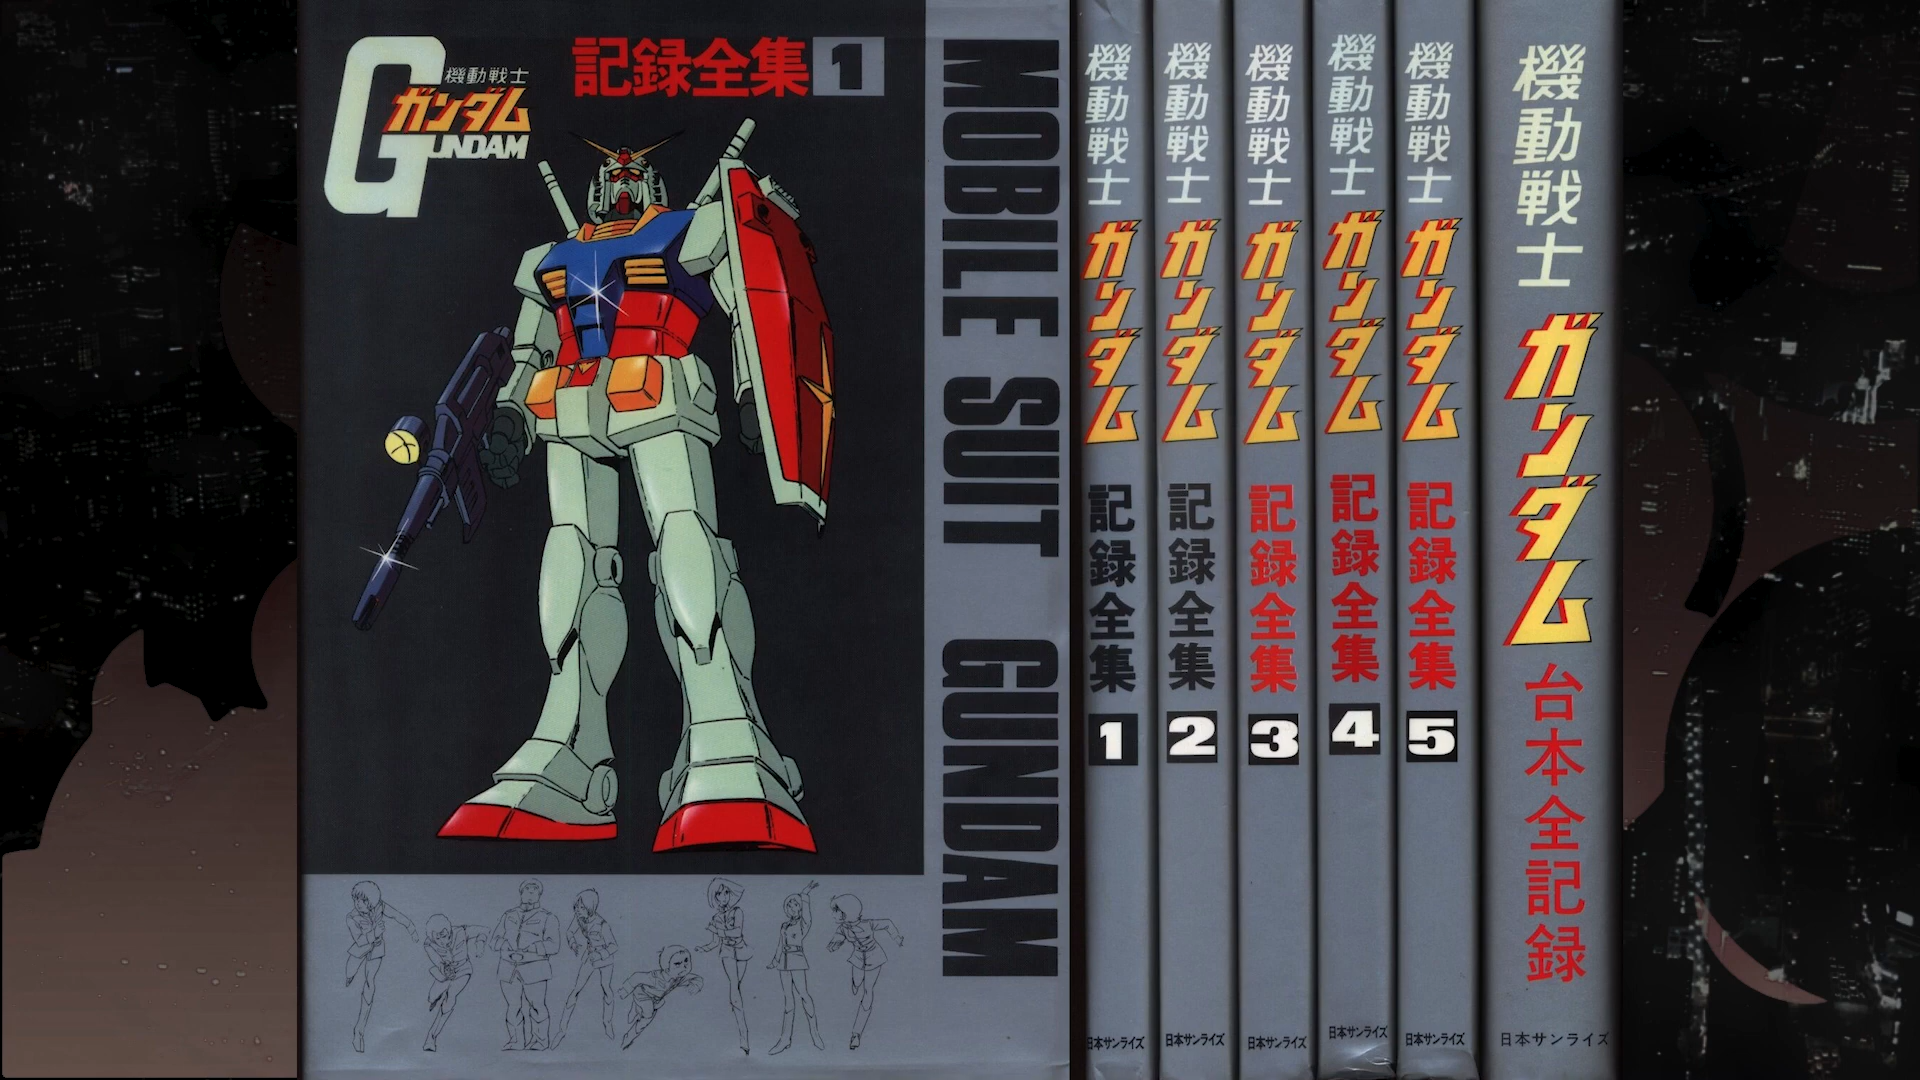 機動戦士
ガンダム
GUNDAM
記録全集1
MOBILE SUIT GUNDAM
機動戦士ガンダム記録全集1
日本サンライズ
機動戦士ガンダム記録全集2
日本サンライズ
機動戦士ガンダム記録全集3
日本サンライズ
機動戦士ガンダム記録全集4
日本サンライズ
機動戦士ガンダム記録全集5
日本サンライズ
機動戦士ガンダム台本全記録
日本サンライズ